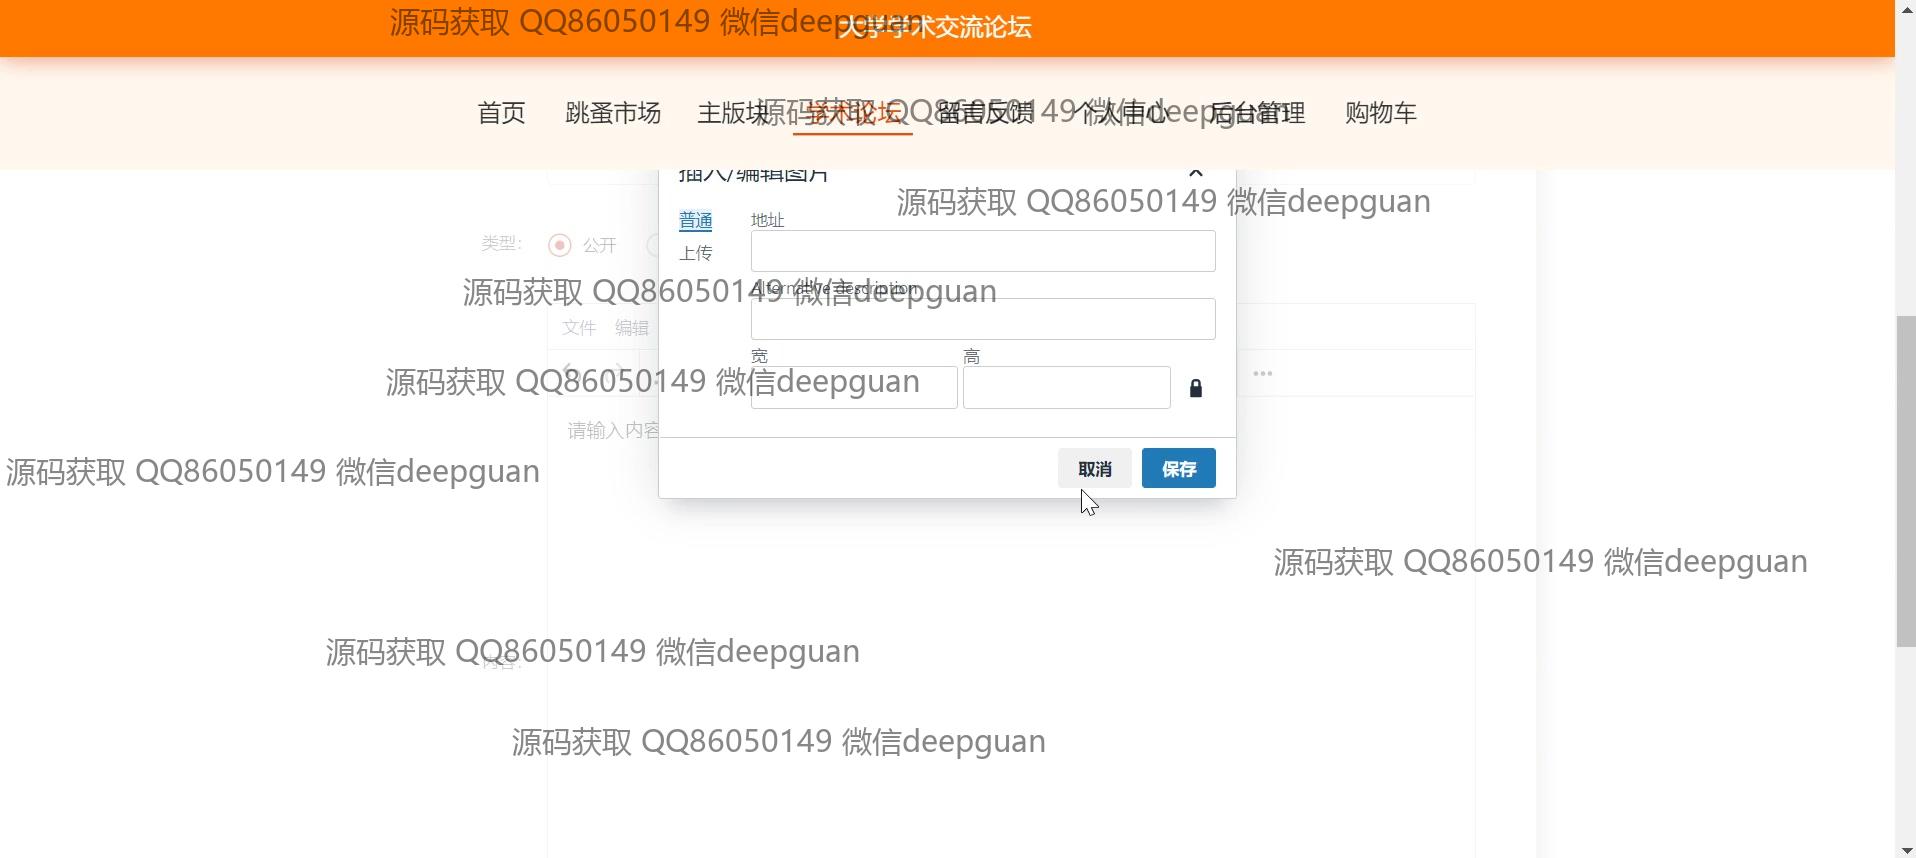 源码获取 QQ86050149 微信deepguan
大学学术交流论坛
首页 跳蚤市场 主版块 学术论坛 留言反馈 个人中心 后台管理 购物车
源码获取 QQ86050149 微信deepguan
插入/编辑图片
源码获取 QQ86050149 微信deepguan
普通 地址
类型: 公开
上传
源码获取 QQ86050149 微信deepguan
Alternative description
文件 编辑
宽 高
源码获取 QQ86050149 微信deepguan
请输入内容
取消 保存
源码获取 QQ86050149 微信deepguan
源码获取 QQ86050149 微信deepguan
源码获取 QQ86050149 微信deepguan
内容:
源码获取 QQ86050149 微信deepguan